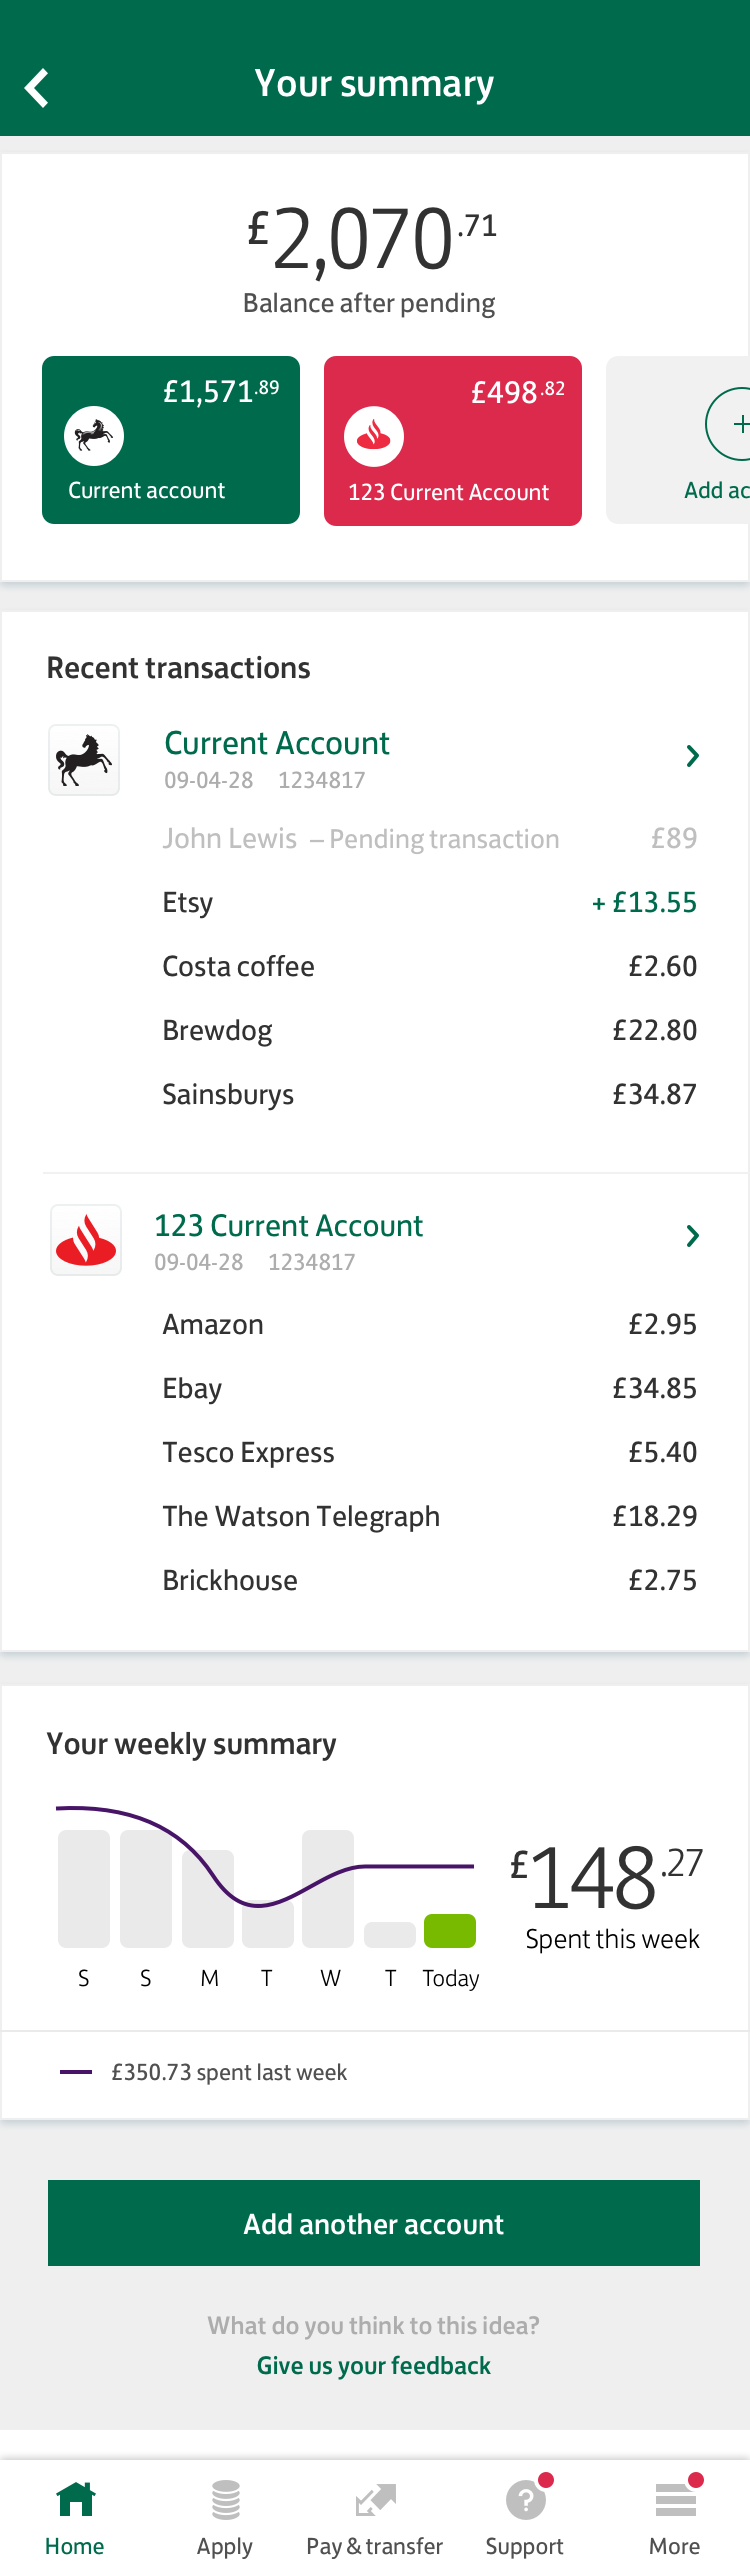 Your summary
£2,070.71
Balance after pending
£1,571.89
Current account
£498.82
123 Current Account
+
Add ac
Recent transactions
Current Account
09-04-28 1234817
John Lewis – Pending transaction £89
Etsy + £13.55
Costa coffee £2.60
Brewdog £22.80
Sainsburys £34.87
123 Current Account
09-04-28 1234817
Amazon £2.95
Ebay £34.85
Tesco Express £5.40
The Watson Telegraph £18.29
Brickhouse £2.75
Your weekly summary
£148.27
Spent this week
S S M T W T Today
£350.73 spent last week
Add another account
What do you think to this idea?
Give us your feedback
?
Home Apply Pay & transfer Support More